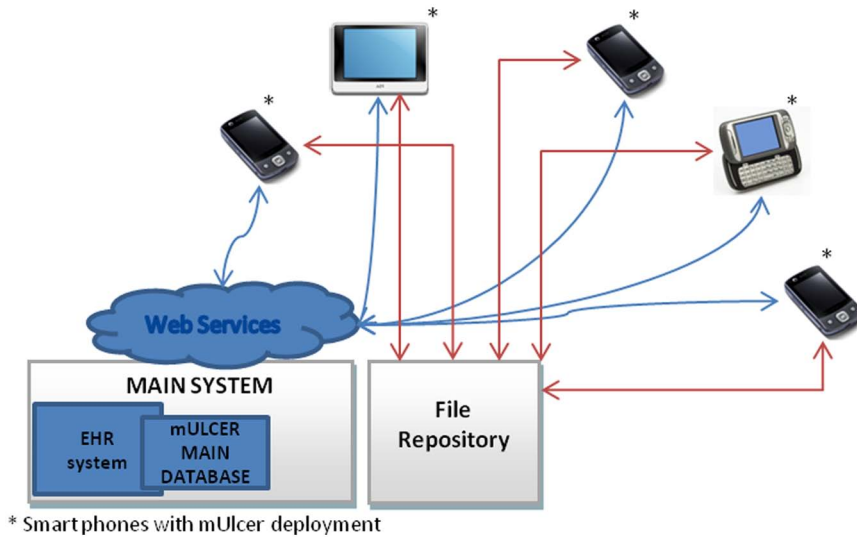 *
*
*
*
*
Web Services
MAIN SYSTEM
EHR
system
mULCER
MAIN
DATABASE
File
Repository
* Smart phones with mUlcer deployment